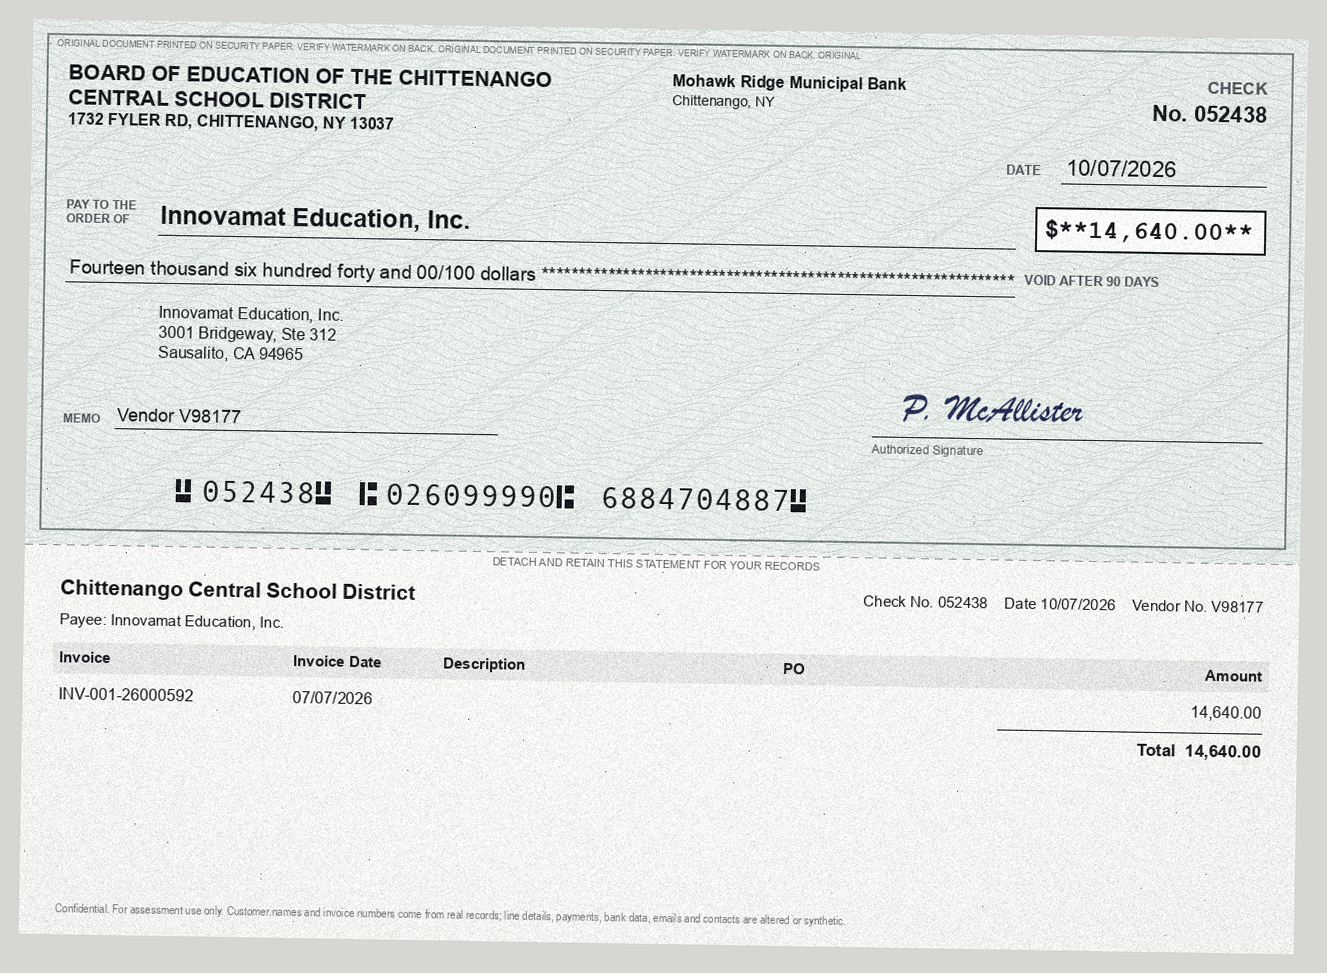 ORIGINAL DOCUMENT PRINTED ON SECURITY PAPER. VERIFY WATERMARK ON BACK. ORIGINAL DOCUMENT PRINTED ON SECURITY PAPER. VERIFY WATERMARK ON BACK. ORIGINAL
BOARD OF EDUCATION OF THE CHITTENANGO
CENTRAL SCHOOL DISTRICT
1732 FYLER RD, CHITTENANGO, NY 13037
Mohawk Ridge Municipal Bank
Chittenango, NY
CHECK
No. 052438
DATE 10/07/2026
PAY TO THE
ORDER OF
Innovamat Education, Inc.
$**14,640.00**
Fourteen thousand six hundred forty and 00/100 dollars ****************************************************************
VOID AFTER 90 DAYS
Innovamat Education, Inc.
3001 Bridgeway, Ste 312
Sausalito, CA 94965
MEMO Vendor V98177
P. McAllister
Authorized Signature
⑈052438⑈ ⑆026099990⑆ 6884704887⑈
DETACH AND RETAIN THIS STATEMENT FOR YOUR RECORDS
Chittenango Central School District
Check No. 052438 Date 10/07/2026 Vendor No. V98177
Payee: Innovamat Education, Inc.
Invoice Invoice Date Description PO Amount
INV-001-26000592 07/07/2026 14,640.00
Total 14,640.00
Confidential. For assessment use only. Customer names and invoice numbers come from real records; line details, payments, bank data, emails and contacts are altered or synthetic.